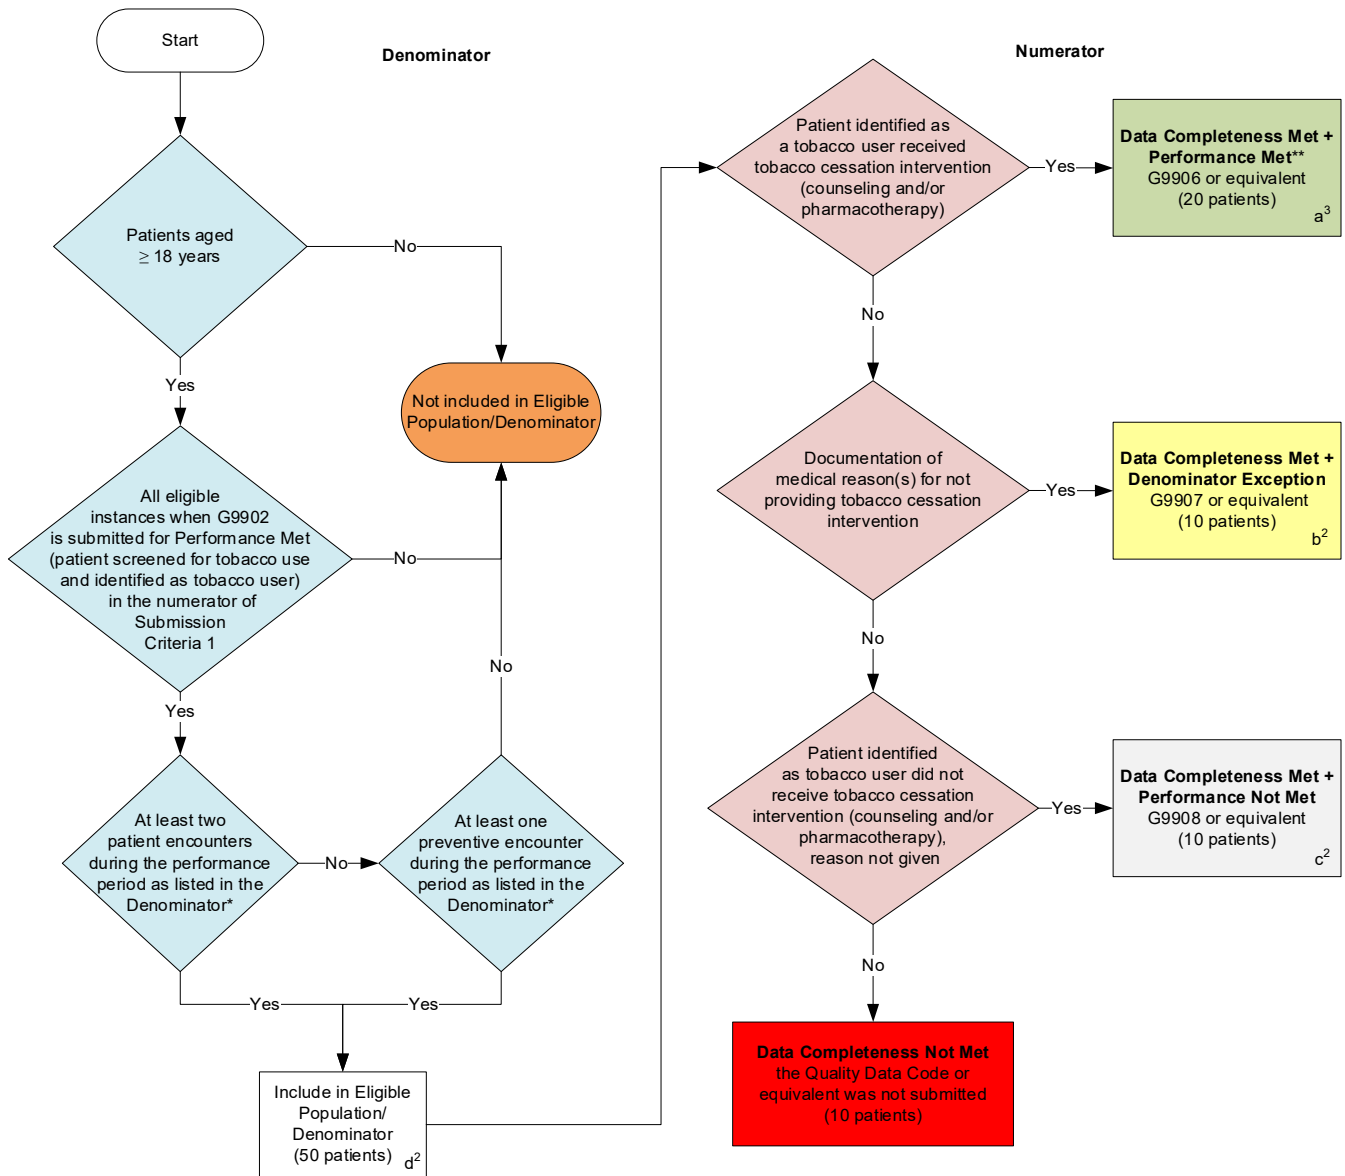 Start
Denominator
Patients aged
≥ 18 years
No
Not included in Eligible
Population/Denominator
Yes
All eligible
instances when G9902
is submitted for Performance Met
(patient screened for tobacco use
and identified as tobacco user)
in the numerator of
Submission
Criteria 1
No
Yes
No
At least two
patient encounters
during the performance
period as listed in the
Denominator*
No
At least one
preventive encounter
during the performance
period as listed in the
Denominator*
Yes
Yes
Include in Eligible
Population/
Denominator
(50 patients)
d²
Numerator
Patient identified as
a tobacco user received
tobacco cessation intervention
(counseling and/or
pharmacotherapy)
Yes
Data Completeness Met +
Performance Met**
G9906 or equivalent
(20 patients)
a³
No
Documentation of
medical reason(s) for not
providing tobacco cessation
intervention
Yes
Data Completeness Met +
Denominator Exception
G9907 or equivalent
(10 patients)
b²
No
Patient identified
as tobacco user did not
receive tobacco cessation
intervention (counseling and/or
pharmacotherapy),
reason not given
Yes
Data Completeness Met +
Performance Not Met
G9908 or equivalent
(10 patients)
c²
No
Data Completeness Not Met
the Quality Data Code or
equivalent was not submitted
(10 patients)